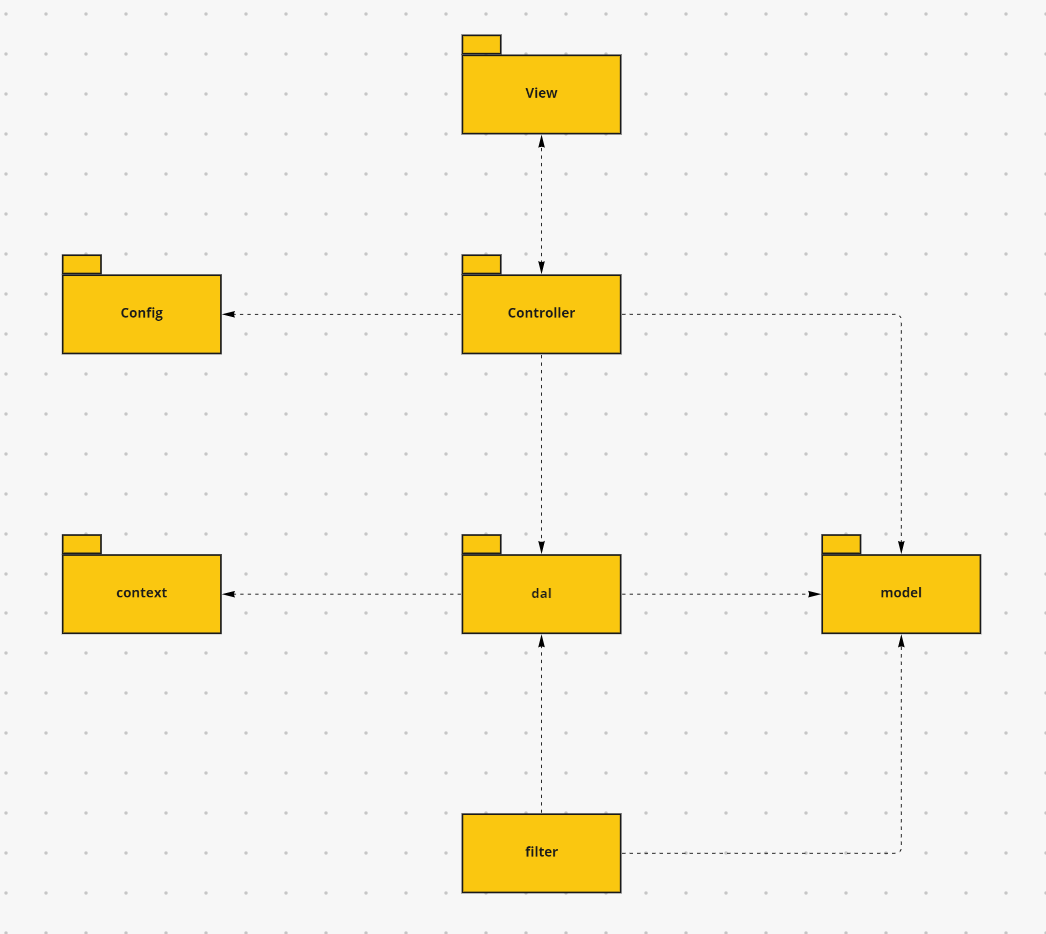 View
Config
Controller
context
dal
model
filter